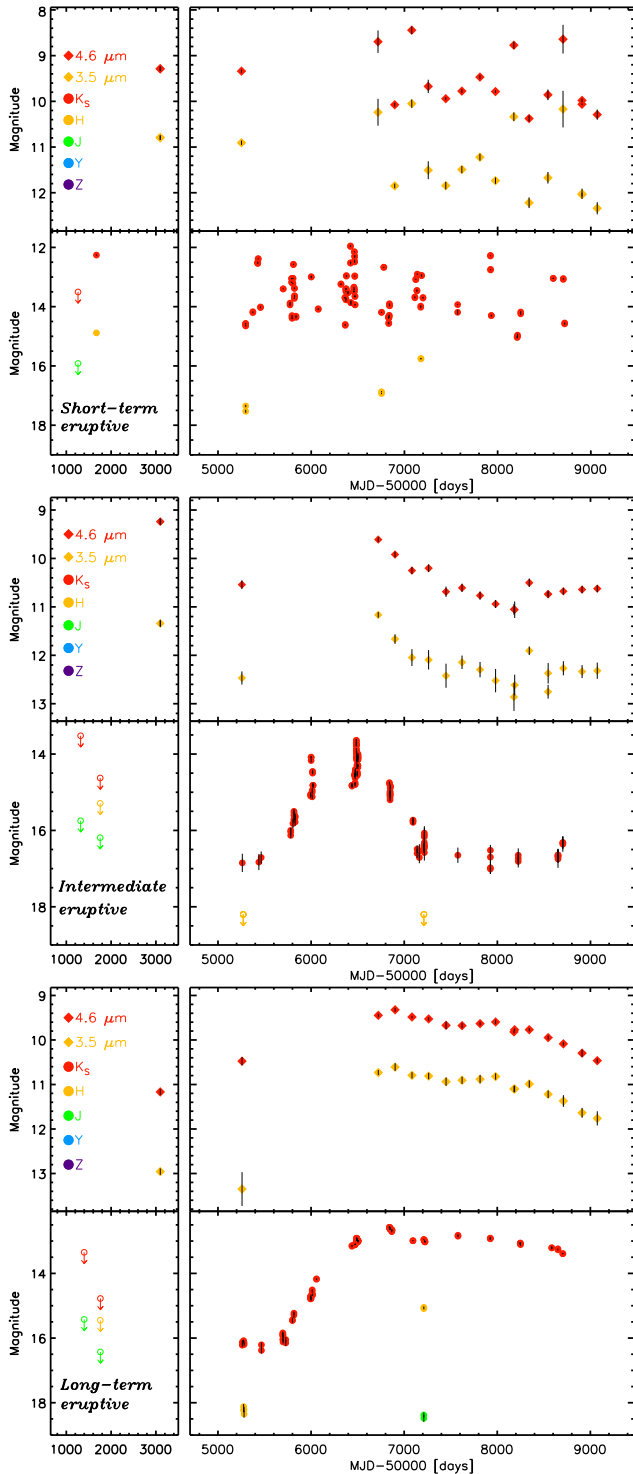 8
9
10
11
12
Magnitude
4.6 μm
3.5 μm
K_S
H
J
Y
Z
12
14
16
18
Magnitude
Short-term
eruptive
1000 2000 3000
5000 6000 7000 8000 9000
MJD-50000 [days]
9
10
11
12
13
Magnitude
4.6 μm
3.5 μm
K_S
H
J
Y
Z
14
16
18
Magnitude
Intermediate
eruptive
1000 2000 3000
5000 6000 7000 8000 9000
MJD-50000 [days]
9
10
11
12
13
Magnitude
4.6 μm
3.5 μm
K_S
H
J
Y
Z
14
16
18
Magnitude
Long-term
eruptive
1000 2000 3000
5000 6000 7000 8000 9000
MJD-50000 [days]